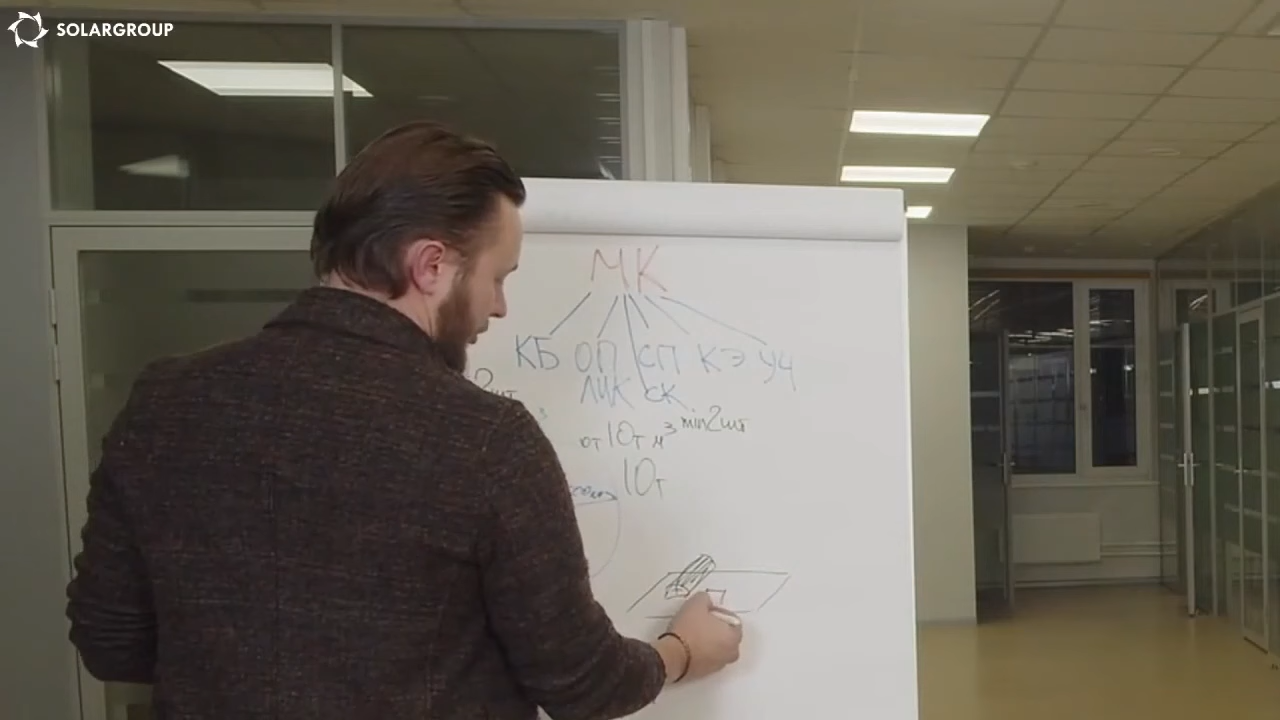 SOLARGROUP
МК
КБ ОП СП КЭ УЧ
ЛИК СК
от 10т м³ min 2шт
10т